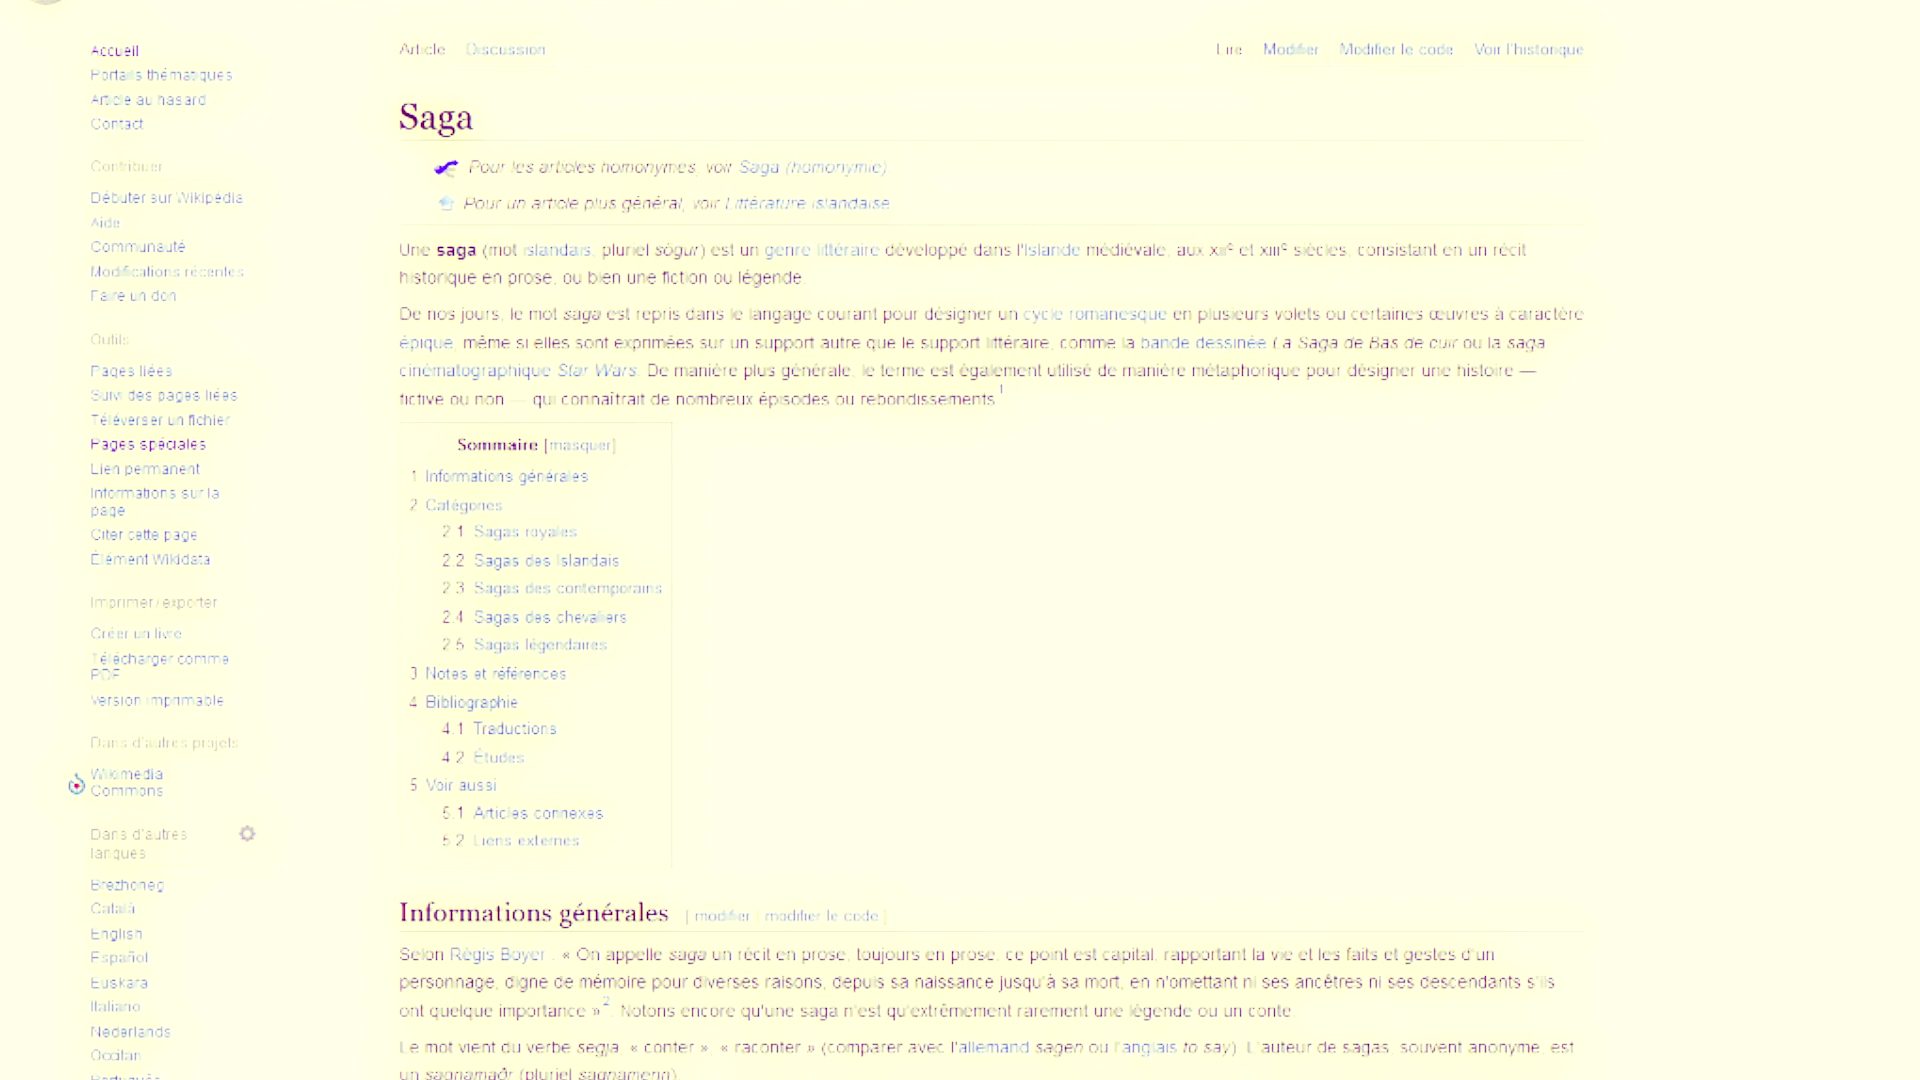 Accueil
Portails thématiques
Article au hasard
Contact
Contribuer
Débuter sur Wikipédia
Aide
Communauté
Modifications récentes
Faire un don
Outils
Pages liées
Suivi des pages liées
Téléverser un fichier
Pages spéciales
Lien permanent
Informations sur la
page
Citer cette page
Élément Wikidata
Imprimer / exporter
Créer un livre
Télécharger comme
PDF
Version imprimable
Dans d'autres projets
Wikimedia
Commons
Dans d'autres
langues
Brezhoneg
Català
English
Español
Euskara
Italiano
Nederlands
Occitan
Português
Article Discussion Lire Modifier Modifier le code Voir l'historique
Saga
Pour les articles homonymes, voir Saga (homonymie).
Pour un article plus général, voir Littérature islandaise.
Une saga (mot islandais, pluriel sögur) est un genre littéraire développé dans l'Islande médiévale, aux XIIe et XIIIe siècles, consistant en un récit
historique en prose, ou bien une fiction ou légende.
De nos jours, le mot saga est repris dans le langage courant pour désigner un cycle romanesque en plusieurs volets ou certaines œuvres à caractère
épique, même si elles sont exprimées sur un support autre que le support littéraire, comme la bande dessinée La Saga de Bas de cuir ou la saga
cinématographique Star Wars. De manière plus générale, le terme est également utilisé de manière métaphorique pour désigner une histoire —
fictive ou non — qui connaîtrait de nombreux épisodes ou rebondissements1.
Sommaire [masquer]
1 Informations générales
2 Catégories
2.1 Sagas royales
2.2 Sagas des Islandais
2.3 Sagas des contemporains
2.4 Sagas des chevaliers
2.5 Sagas légendaires
3 Notes et références
4 Bibliographie
4.1 Traductions
4.2 Études
5 Voir aussi
5.1 Articles connexes
5.2 Liens externes
Informations générales [ modifier | modifier le code ]
Selon Régis Boyer : « On appelle saga un récit en prose, toujours en prose, ce point est capital, rapportant la vie et les faits et gestes d'un
personnage, digne de mémoire pour diverses raisons, depuis sa naissance jusqu'à sa mort, en n'omettant ni ses ancêtres ni ses descendants s'ils
ont quelque importance »2. Notons encore qu'une saga n'est qu'extrêmement rarement une légende ou un conte.
Le mot vient du verbe segja, « conter », « raconter » (comparer avec l'allemand sagen ou l'anglais to say). L'auteur de sagas, souvent anonyme, est
un sagnamaðr (pluriel sagnamenn).